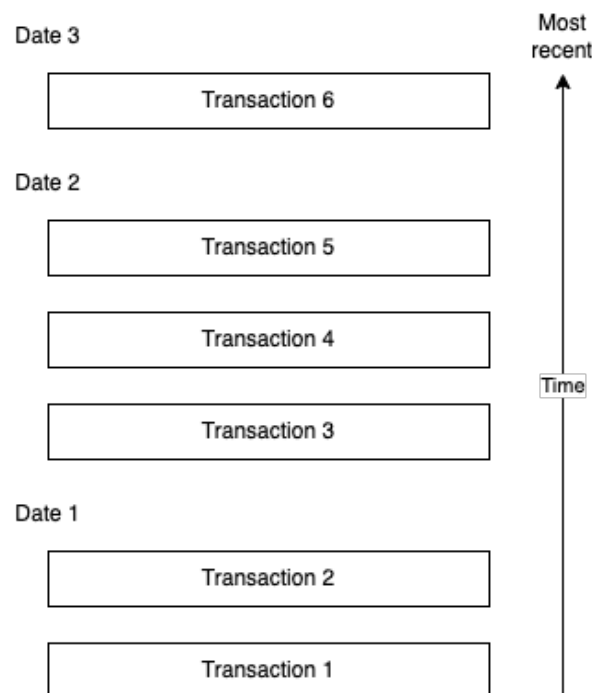 Date 3
Most
recent
Transaction 6
Date 2
Transaction 5
Transaction 4
Time
Transaction 3
Date 1
Transaction 2
Transaction 1